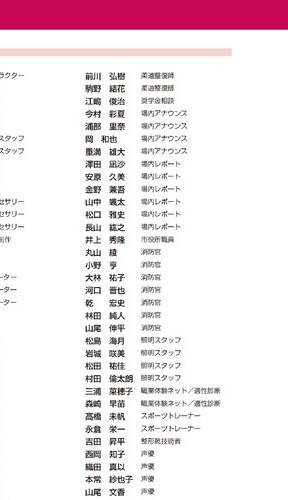 ラクター
スタッフ
スタッフ
セサリー
セサリー
制作
ーター
ーター
ーター
前川 弘樹 柔道整復師
駒野 結花 柔道整復師
江嶋 俊治 奨学金相談
今村 彩夏 場内アナウンス
浦部 里奈 場内アナウンス
岡 和也 場内アナウンス
重満 雄大 場内アナウンス
澤田 凪沙 場内レポート
安原 久美 場内レポート
金野 兼吾 場内レポート
山中 颯太 場内レポート
松口 雅史 場内レポート
長山 紘之 場内レポート
井上 秀隆 市役所職員
丸山 綾 消防官
小野 亨 消防官
大林 祐子 消防官
河口 晋也 消防官
乾 宏史 消防官
林田 純人 消防官
山尾 伸平 消防官
松島 海月 照明スタッフ
岩城 咲美 照明スタッフ
松田 祐佳 照明スタッフ
村田 倫太朗 照明スタッフ
三浦 菜穂子 職業体験ネット/適性診断
森崎 早苗 職業体験ネット/適性診断
髙橋 未帆 スポーツトレーナー
永倉 栄一 スポーツトレーナー
吉田 昇平 整形靴技術者
西岡 知子 声優
織田 真以 声優
本常 紗也子 声優
山尾 文香 声優